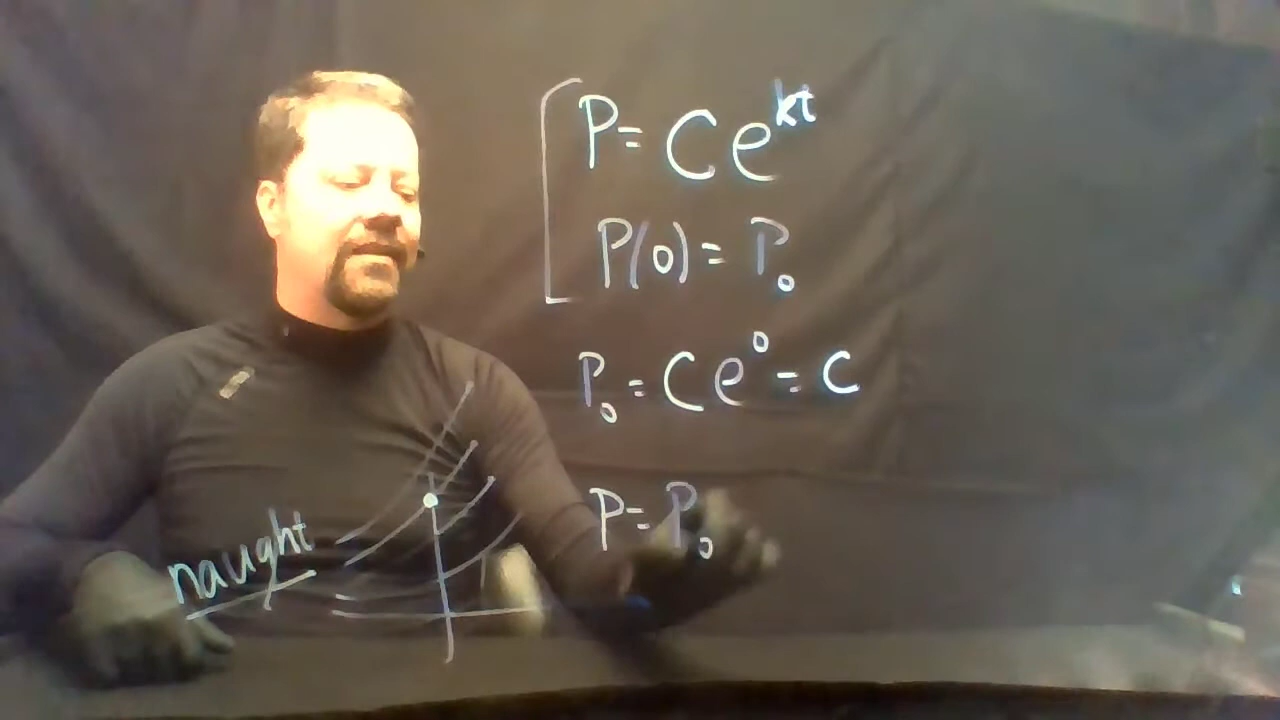 P = Ce^{kt}
P(0) = P₀
P₀ = Ce⁰ = C
P = P₀
naught